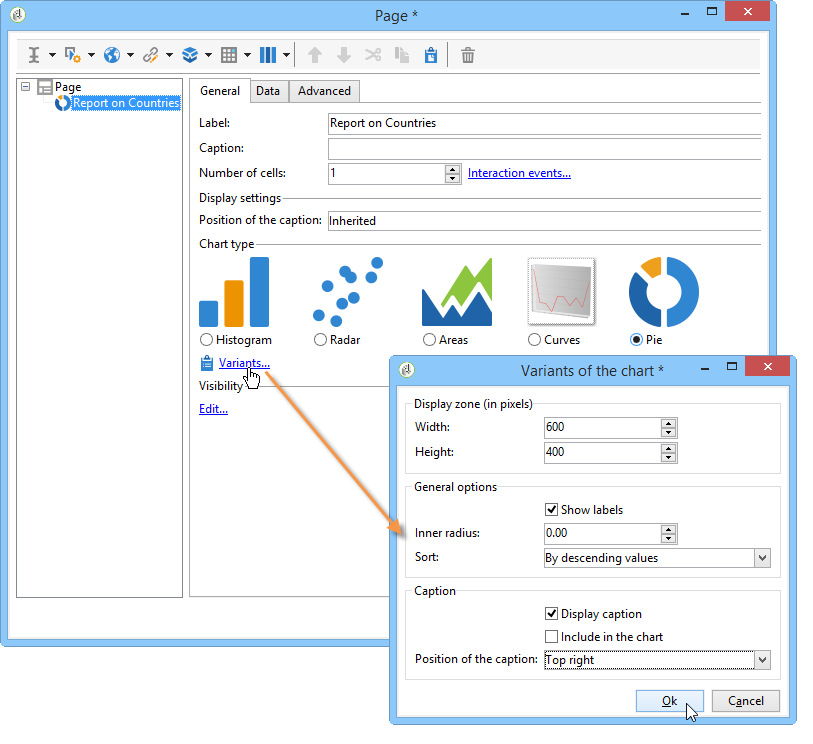 Page *
Page
Report on Countries
General Data Advanced
Label: Report on Countries
Caption:
Number of cells: 1 Interaction events...
Display settings
Position of the caption: Inherited
Chart type
Histogram Radar Areas Curves Pie
Variants...
Visibility
Edit...
Variants of the chart *
Display zone (in pixels)
Width: 600
Height: 400
General options
Show labels
Inner radius: 0.00
Sort: By descending values
Caption
Display caption
Include in the chart
Position of the caption: Top right
Ok Cancel